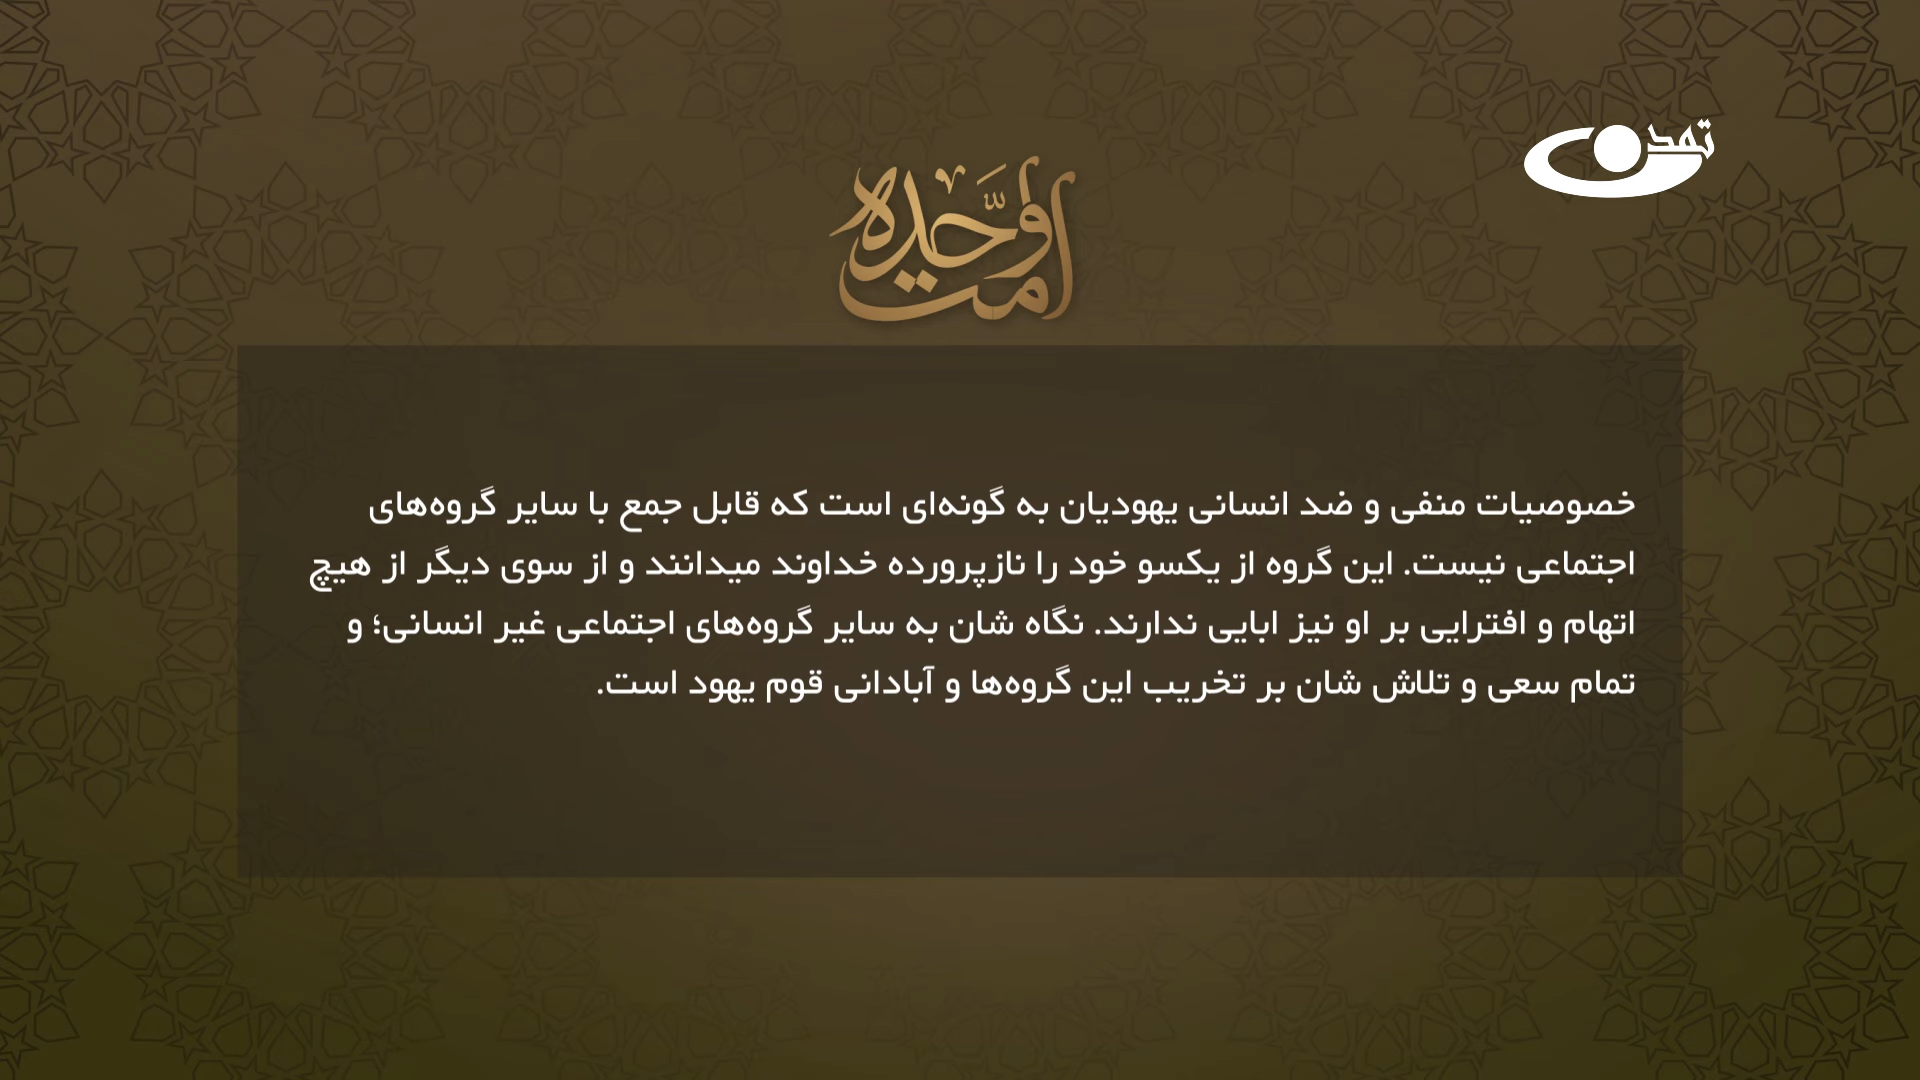 تمدن
امت واحده
خصوصیات منفی و ضد انسانی یهودیان به گونه‌ای است که قابل جمع با سایر گروه‌های
اجتماعی نیست. این گروه از یکسو خود را نازپرورده خداوند میدانند و از سوی دیگر از هیچ
اتهام و افترایی بر او نیز ابایی ندارند. نگاه شان به سایر گروه‌های اجتماعی غیر انسانی؛ و
تمام سعی و تلاش شان بر تخریب این گروه‌ها و آبادانی قوم یهود است.